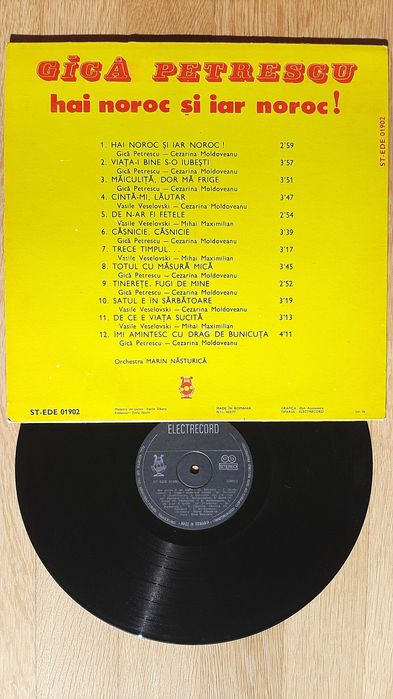 GICĂ PETRESCU
hai noroc și iar noroc!
ST-EDE 01902
1. HAI NOROC ȘI IAR NOROC ! 2'59
Gică Petrescu — Cezarina Moldoveanu
2. VIAȚA-I BINE S-O IUBEȘTI 3'57
Gică Petrescu — Cezarina Moldoveanu
3. MĂICULIȚĂ, DOR MĂ FRIGE 3'51
Gică Petrescu — Cezarina Moldoveanu
4. CÎNTĂ-MI, LĂUTAR 3'47
Vasile Veselovski — Cezarina Moldoveanu
5. DE N-AR FI FETELE 2'54
Vasile Veselovski — Mihai Maximilian
6. CĂSNICIE, CĂSNICIE 3'39
Gică Petrescu — Cezarina Moldoveanu
7. TRECE TIMPUL... 3'17
Vasile Veselovski — Cezarina Moldoveanu
8. TOTUL CU MĂSURĂ MICĂ 3'45
Gică Petrescu — Cezarina Moldoveanu
9. TINEREȚE, FUGI DE MINE 2'52
Gică Petrescu — Cezarina Moldoveanu
10. SATUL E ÎN SĂRBĂTOARE 3'19
Vasile Veselovski — Cezarina Moldoveanu
11. DE CE E VIAȚA SUCITĂ 3'13
Vasile Veselovski — Mihai Maximilian
12. ÎMI AMINTESC CU DRAG DE BUNICUȚA 4'11
Gică Petrescu — Cezarina Moldoveanu
Orchestra MARIN NĂSTURICĂ
ST-EDE 01902
MADE IN ROMANIA
TIPARUL ELECTRECORD
ELECTRECORD
STEREO